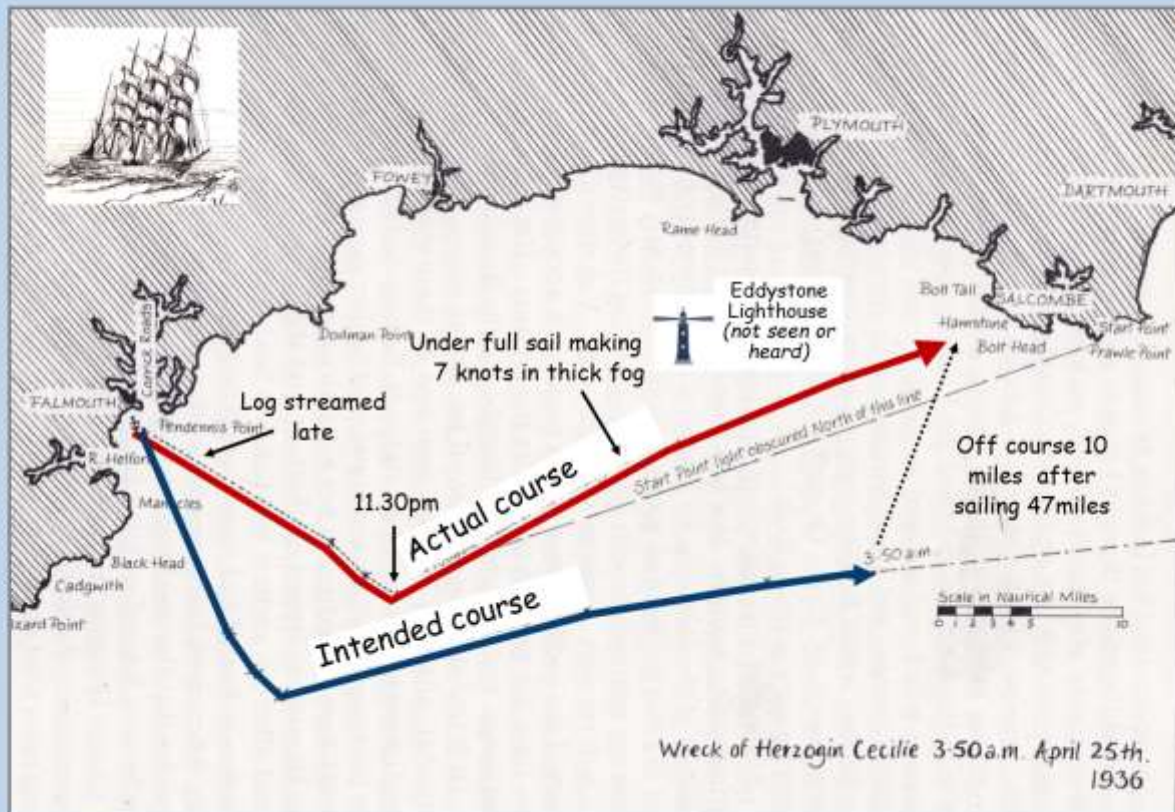 PLYMOUTH
FOWEY
DARTMOUTH
Rame Head
Carrick Roads
Dodman Point
Eddystone
Lighthouse
(not seen or
heard)
Bolt Tail
SALCOMBE
Hamstone
Start Point
Bolt Head
Prawle Point
Under full sail making
7 knots in thick fog
FALMOUTH
Pendennis Point
Log streamed
late
R. Helford
Manacles
11.30pm
Actual course
Start Point light obscured North of this line
Off course 10
miles after
sailing 47miles
Black Head
Cadgwith
izard Point
Intended course
3·50 a.m.
Scale in Nautical Miles
0 1 2 3 4 5 10
Wreck of Herzogin Cecilie 3·50 a.m. April 25th.
1936